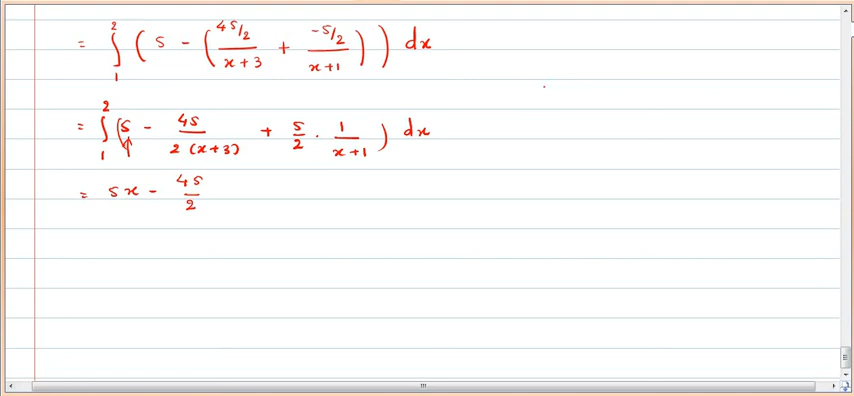 = ∫₁² ( 5 − ( (45/2)/(x+3) + (−5/2)/(x+1) ) ) dx
= ∫₁² ( 5 − 45/(2(x+3)) + 5/2 · 1/(x+1) ) dx
= 5x − 45/2